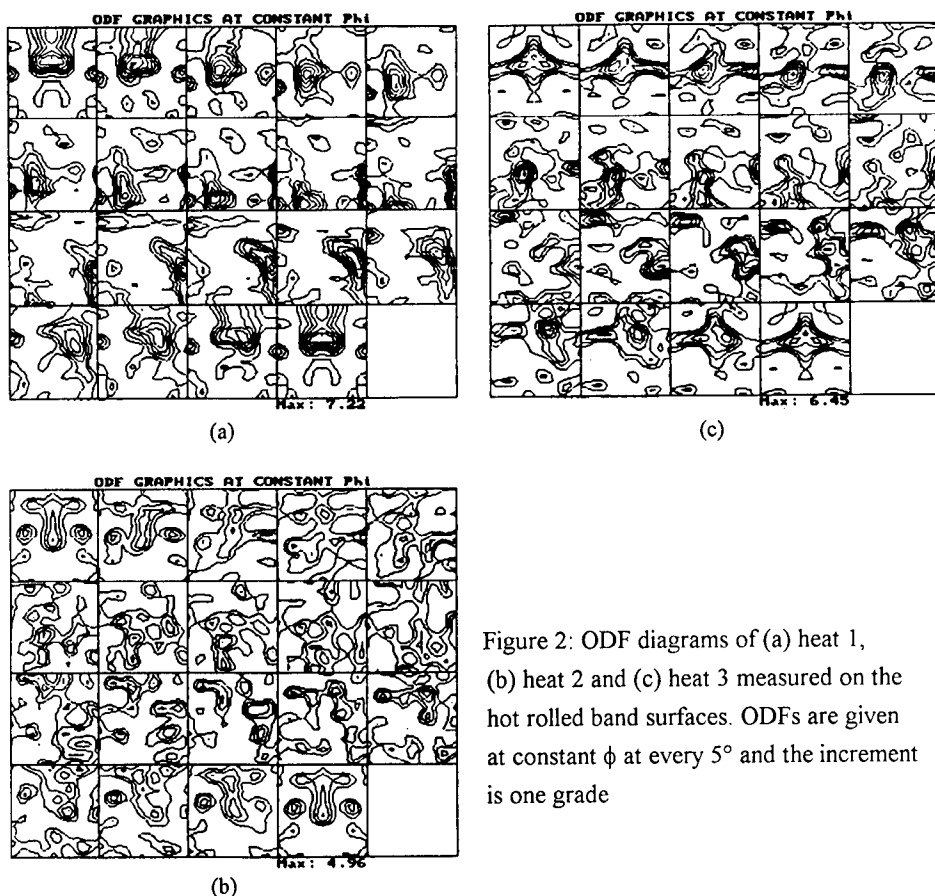 ODF GRAPHICS AT CONSTANT Phi
Max: 7.22
(a)
ODF GRAPHICS AT CONSTANT Phi
Max: 6.45
(c)
ODF GRAPHICS AT CONSTANT Phi
Max: 4.96
(b)
Figure 2: ODF diagrams of (a) heat 1,
(b) heat 2 and (c) heat 3 measured on the
hot rolled band surfaces. ODFs are given
at constant ϕ at every 5° and the increment
is one grade